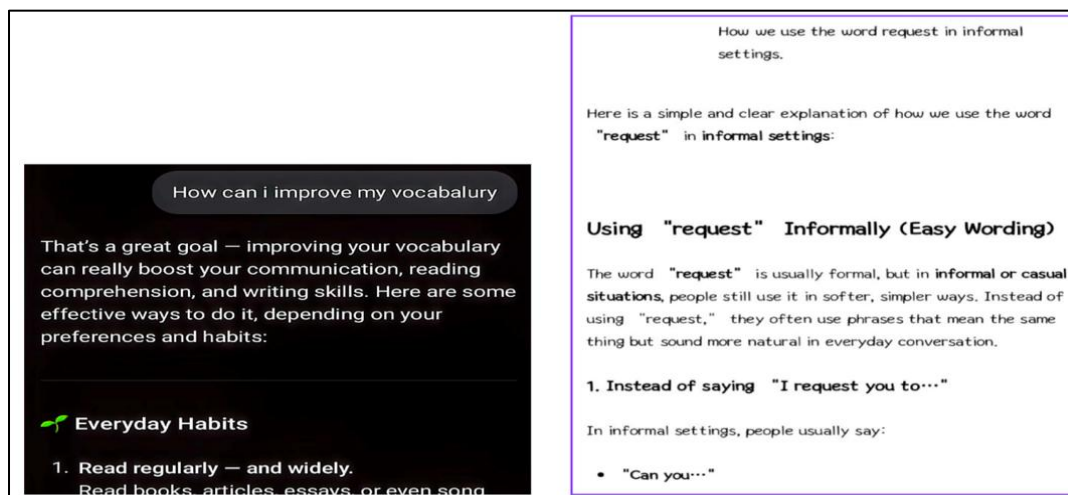 How can i improve my vocabalury
That's a great goal — improving your vocabulary
can really boost your communication, reading
comprehension, and writing skills. Here are some
effective ways to do it, depending on your
preferences and habits:
🌱 Everyday Habits
1. Read regularly — and widely.
Read books, articles, essays, or even song
How we use the word request in informal
settings.
Here is a simple and clear explanation of how we use the word
"request" in informal settings:
Using "request" Informally (Easy Wording)
The word "request" is usually formal, but in informal or casual
situations, people still use it in softer, simpler ways. Instead of
using "request," they often use phrases that mean the same
thing but sound more natural in everyday conversation.
1. Instead of saying "I request you to…"
In informal settings, people usually say:
• "Can you…"